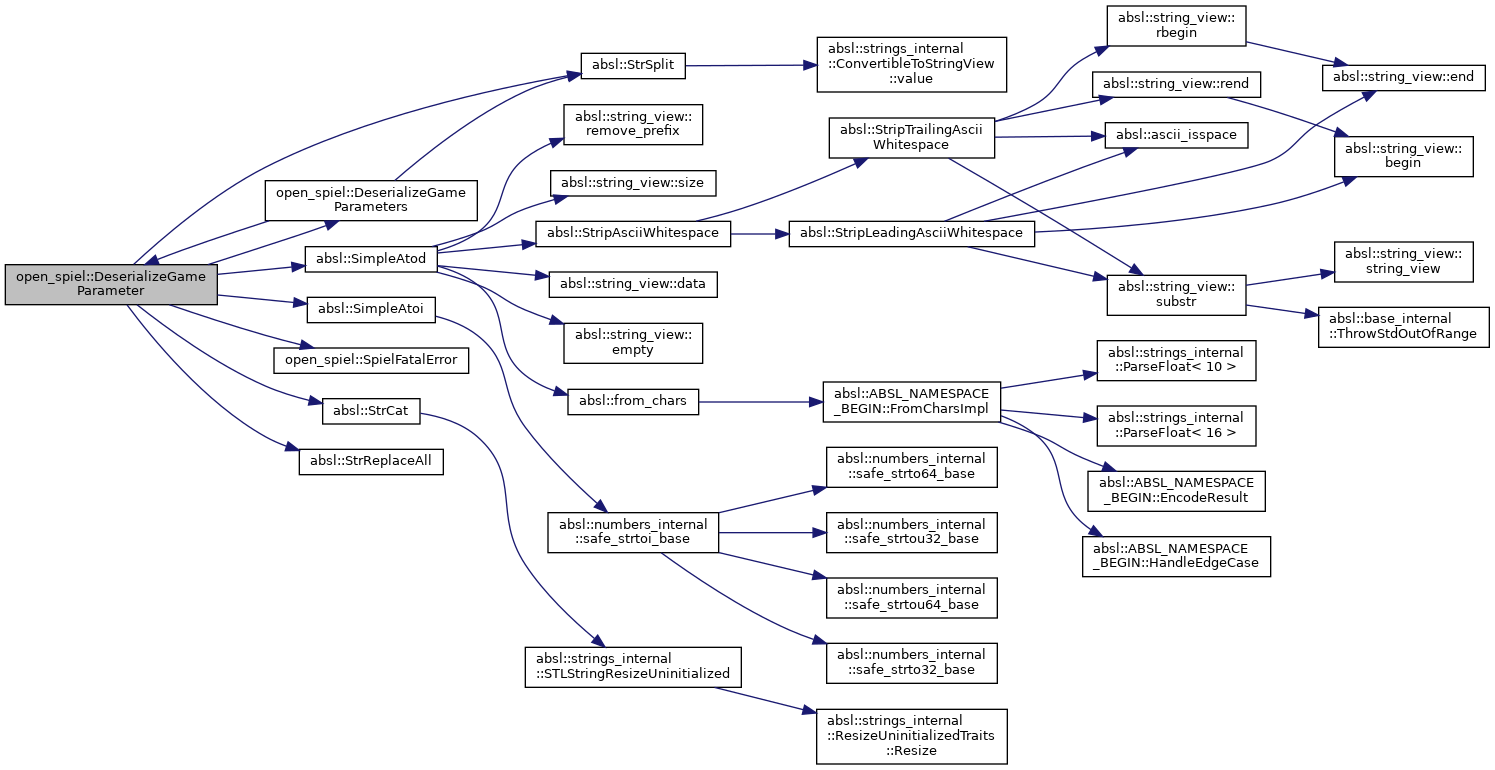 open_spiel::DeserializeGame
Parameter
open_spiel::DeserializeGame
Parameters
absl::SimpleAtod
absl::SimpleAtoi
open_spiel::SpielFatalError
absl::StrCat
absl::StrReplaceAll
absl::StrSplit
absl::string_view::
remove_prefix
absl::string_view::size
absl::StripAsciiWhitespace
absl::string_view::data
absl::string_view::
empty
absl::from_chars
absl::numbers_internal
::safe_strtoi_base
absl::strings_internal
::STLStringResizeUninitialized
absl::strings_internal
::ConvertibleToStringView
::value
absl::StripTrailingAscii
Whitespace
absl::StripLeadingAsciiWhitespace
absl::ABSL_NAMESPACE
_BEGIN::FromCharsImpl
absl::numbers_internal
::safe_strto64_base
absl::numbers_internal
::safe_strtou32_base
absl::numbers_internal
::safe_strtou64_base
absl::numbers_internal
::safe_strto32_base
absl::strings_internal
::ResizeUninitializedTraits
::Resize
absl::string_view::
rbegin
absl::string_view::rend
absl::ascii_isspace
absl::string_view::
substr
absl::strings_internal
::ParseFloat< 10 >
absl::strings_internal
::ParseFloat< 16 >
absl::ABSL_NAMESPACE
_BEGIN::EncodeResult
absl::ABSL_NAMESPACE
_BEGIN::HandleEdgeCase
absl::string_view::end
absl::string_view::
begin
absl::string_view::
string_view
absl::base_internal
::ThrowStdOutOfRange